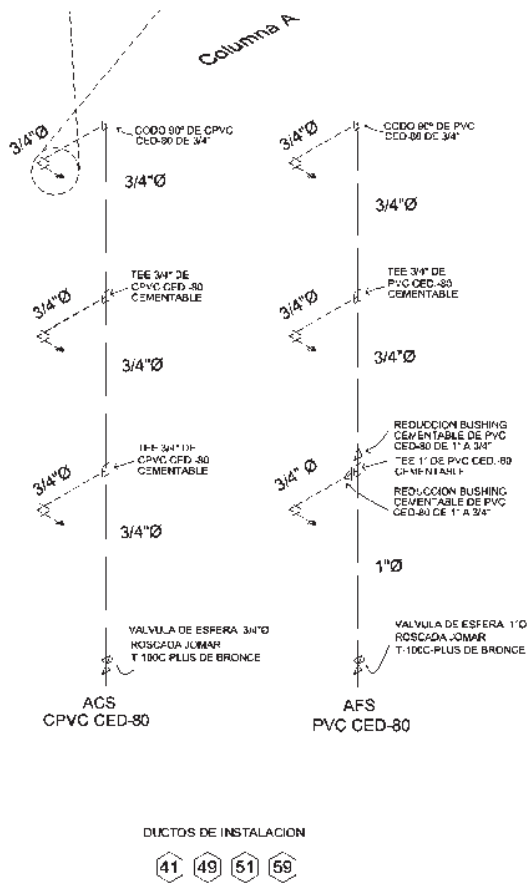 Columna A
3/4"Ø
CODO 90° DE CPVC
CED-80 DE 3/4"
3/4"Ø
3/4"Ø
TEE 3/4" DE
CPVC CED.-80
CEMENTABLE
3/4"Ø
3/4"Ø
TEE 3/4" DE
CPVC CED -80
CEMENTABLE
3/4"Ø
VALVULA DE ESFERA 3/4"Ø
ROSCADA JOMAR
T-100C-PLUS DE BRONCE
ACS
CPVC CED-80
3/4"Ø
CODO 90° DE PVC
CED-80 DE 3/4"
3/4"Ø
3/4"Ø
TEE 3/4" DE
PVC CED.-80
CEMENTABLE
3/4"Ø
3/4" Ø
REDUCCION BUSHING
CEMENTABLE DE PVC
CED-80 DE 1" A 3/4"
TEE 1" DE PVC CED.-80
CEMENTABLE
REDUCCION BUSHING
CEMENTABLE DE PVC
CED-80 DE 1" A 3/4"
1"Ø
VALVULA DE ESFERA 1"Ø
ROSCADA JOMAR
T-100C-PLUS DE BRONCE
AFS
PVC CED-80
DUCTOS DE INSTALACION
41 49 51 59